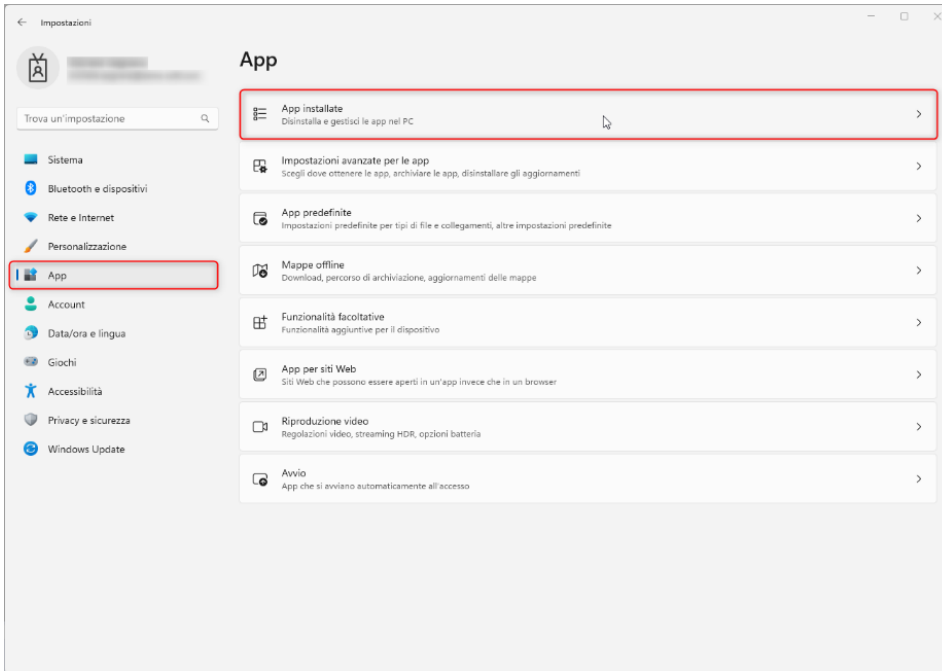 Impostazioni
App
Trova un'impostazione
Sistema
Bluetooth e dispositivi
Rete e Internet
Personalizzazione
App
Account
Data/ora e lingua
Giochi
Accessibilità
Privacy e sicurezza
Windows Update
App installate
Disinstalla e gestisci le app nel PC
Impostazioni avanzate per le app
Scegli dove ottenere le app, archiviare le app, disinstallare gli aggiornamenti
App predefinite
Impostazioni predefinite per tipi di file e collegamenti, altre impostazioni predefinite
Mappe offline
Download, percorso di archiviazione, aggiornamenti delle mappe
Funzionalità facoltative
Funzionalità aggiuntive per il dispositivo
App per siti Web
Siti Web che possono essere aperti in un'app invece che in un browser
Riproduzione video
Regolazioni video, streaming HDR, opzioni batteria
Avvio
App che si avviano automaticamente all'accesso